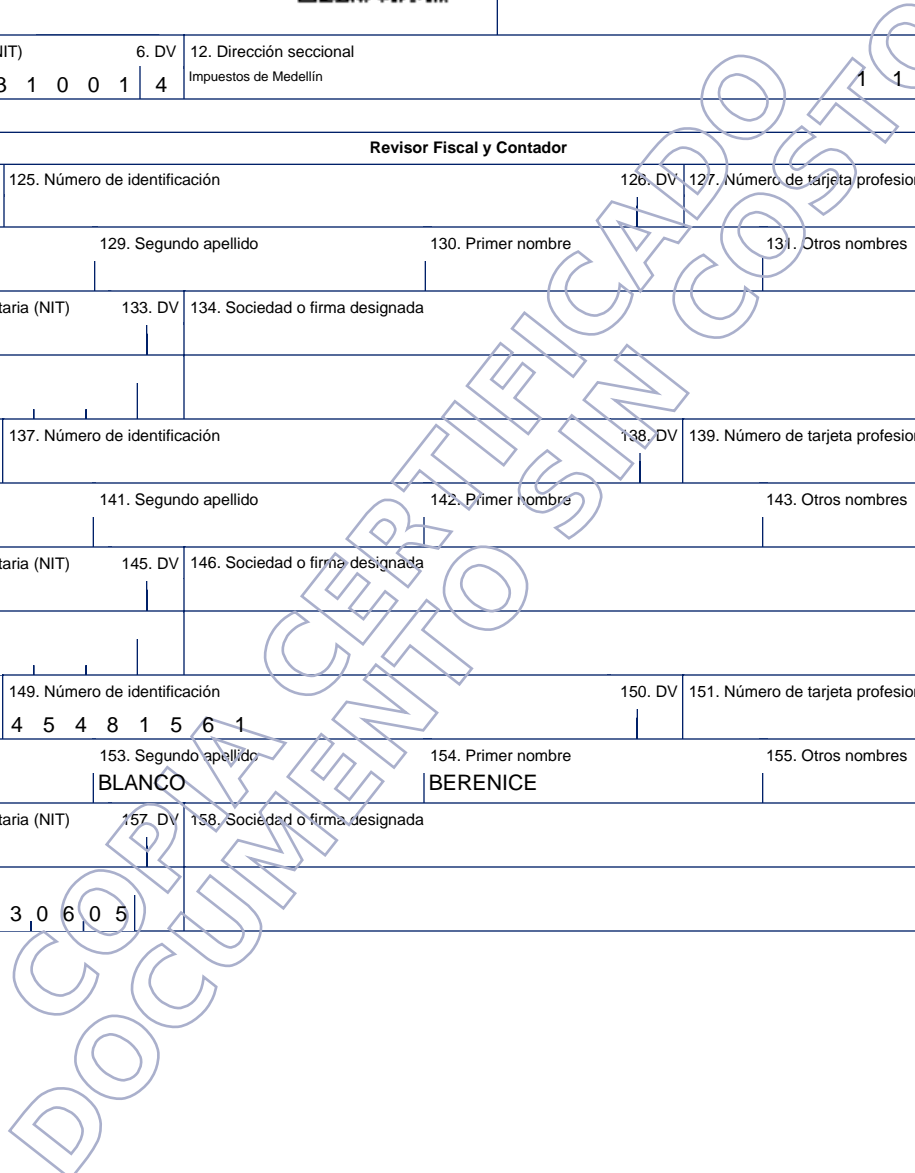 NIT) 6. DV 12. Dirección seccional
3 1 0 0 1 4 Impuestos de Medellín 1 1
Revisor Fiscal y Contador
125. Número de identificación 126. DV 127. Número de tarjeta profesion
129. Segundo apellido 130. Primer nombre 131. Otros nombres
taria (NIT) 133. DV 134. Sociedad o firma designada
137. Número de identificación 138. DV 139. Número de tarjeta profesion
141. Segundo apellido 142. Primer nombre 143. Otros nombres
taria (NIT) 145. DV 146. Sociedad o firma designada
149. Número de identificación 150. DV 151. Número de tarjeta profesion
4 5 4 8 1 5 6 1
153. Segundo apellido 154. Primer nombre 155. Otros nombres
BLANCO BERENICE
taria (NIT) 157. DV 158. Sociedad o firma designada
3 0 6 0 5
COPIA CERTIFICADO
DOCUMENTO SIN COSTO